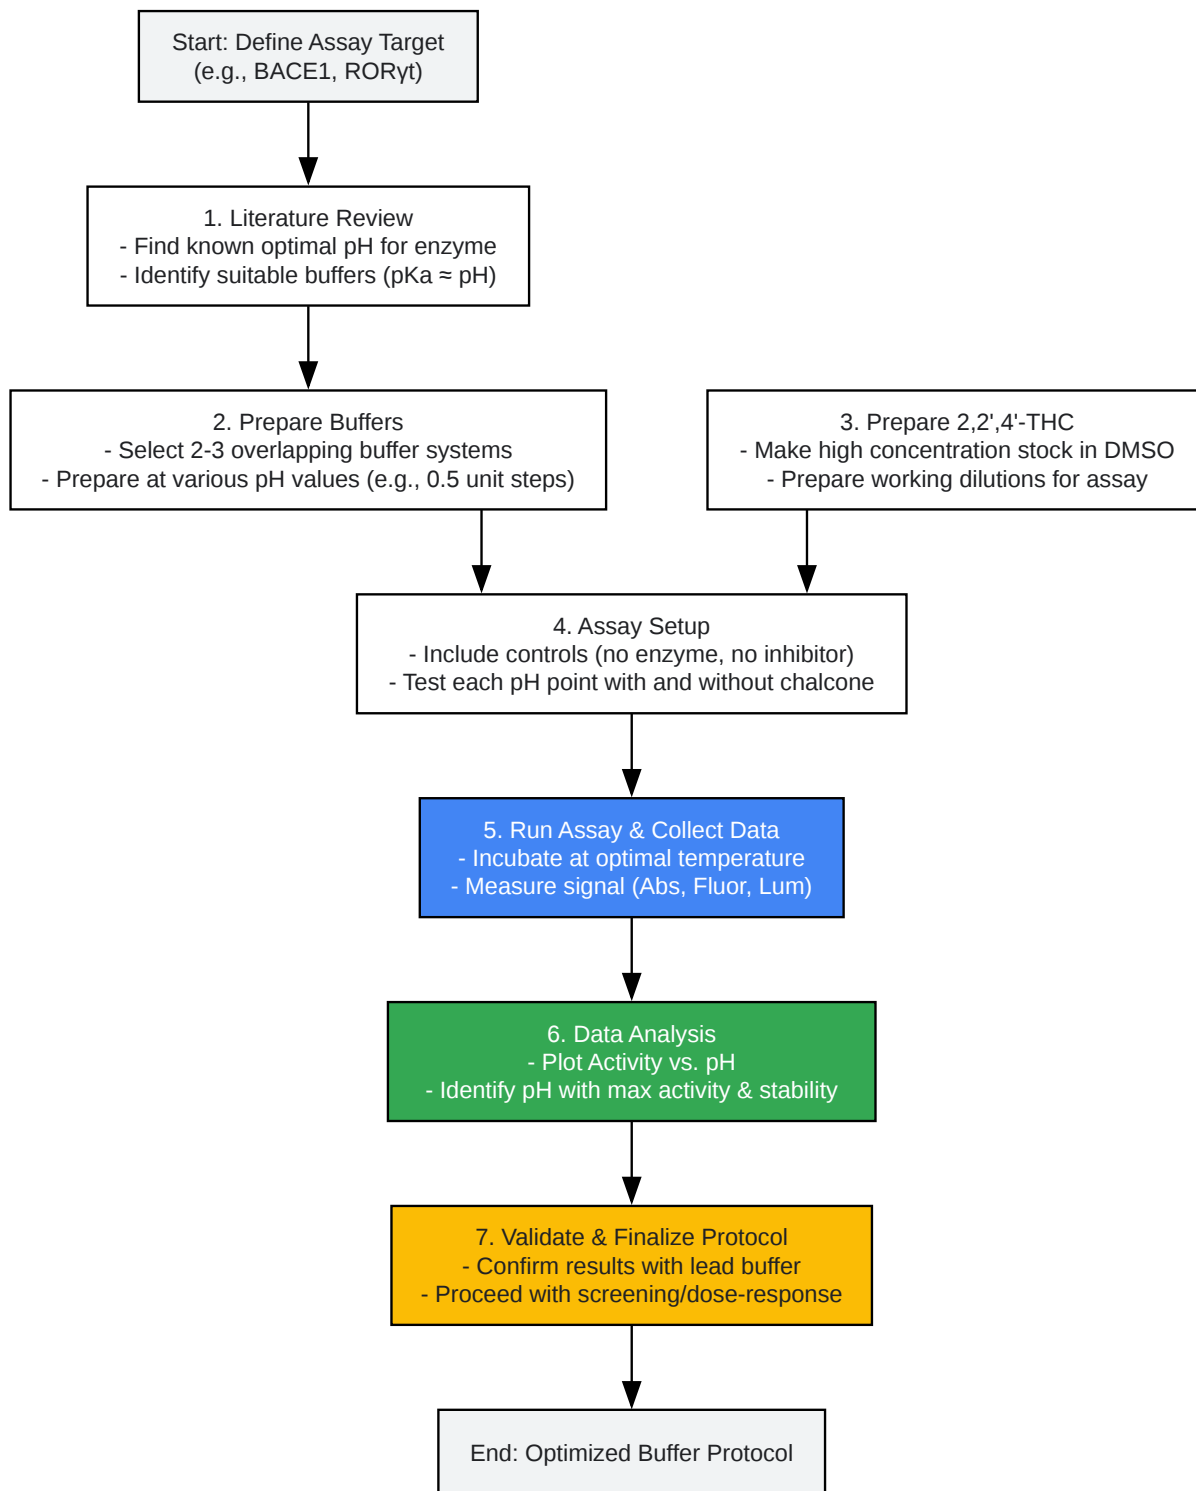 Start: Define Assay Target
(e.g., BACE1, RORγt)
1. Literature Review
- Find known optimal pH for enzyme
- Identify suitable buffers (pKa ≈ pH)
2. Prepare Buffers
- Select 2-3 overlapping buffer systems
- Prepare at various pH values (e.g., 0.5 unit steps)
3. Prepare 2,2',4'-THC
- Make high concentration stock in DMSO
- Prepare working dilutions for assay
4. Assay Setup
- Include controls (no enzyme, no inhibitor)
- Test each pH point with and without chalcone
5. Run Assay & Collect Data
- Incubate at optimal temperature
- Measure signal (Abs, Fluor, Lum)
6. Data Analysis
- Plot Activity vs. pH
- Identify pH with max activity & stability
7. Validate & Finalize Protocol
- Confirm results with lead buffer
- Proceed with screening/dose-response
End: Optimized Buffer Protocol